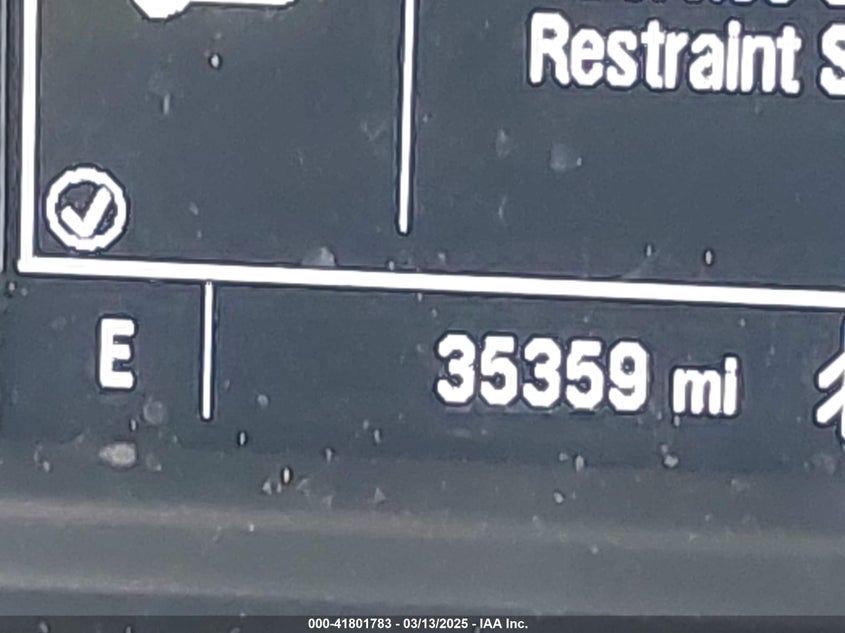 Restraint S
E
35359 mi
000-41801783 - 03/13/2025 - IAA Inc.